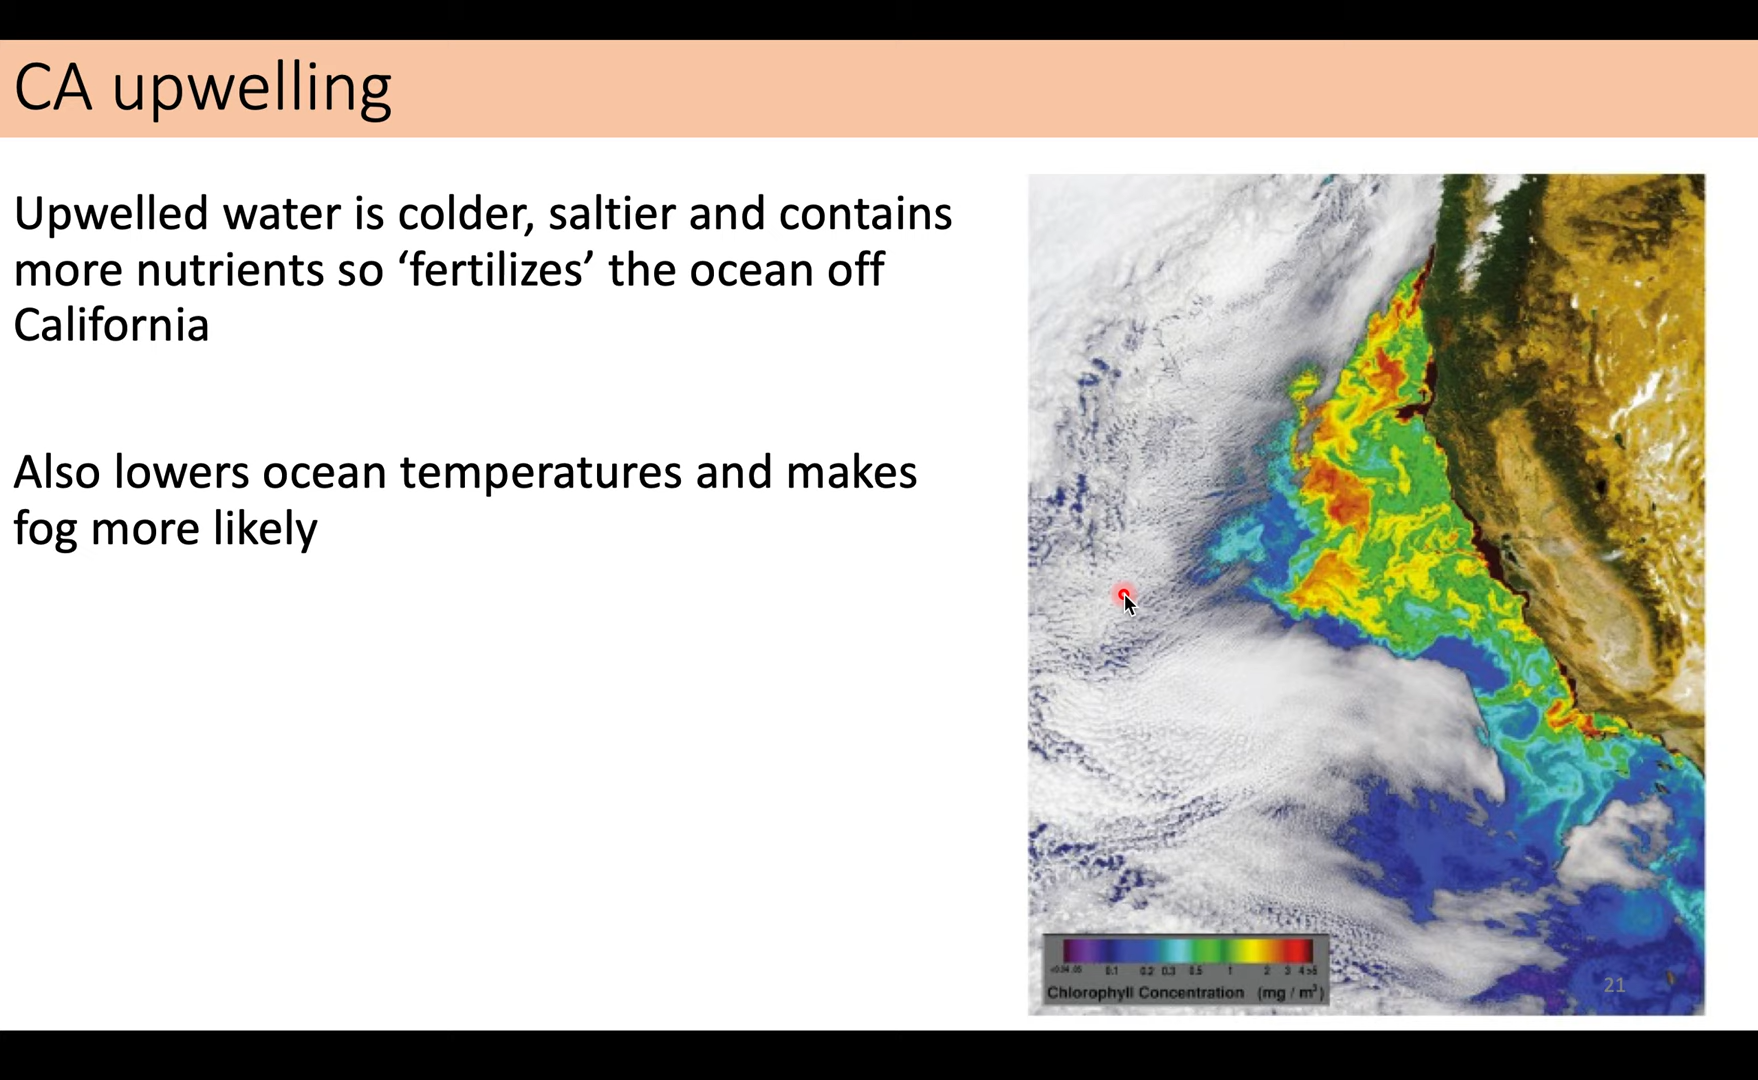 CA upwelling
Upwelled water is colder, saltier and contains
more nutrients so ‘fertilizes’ the ocean off
California
Also lowers ocean temperatures and makes
fog more likely
0.1 0.2 0.3 0.5 1 2 3 4 >5
Chlorophyll Concentration (mg / m³)
21